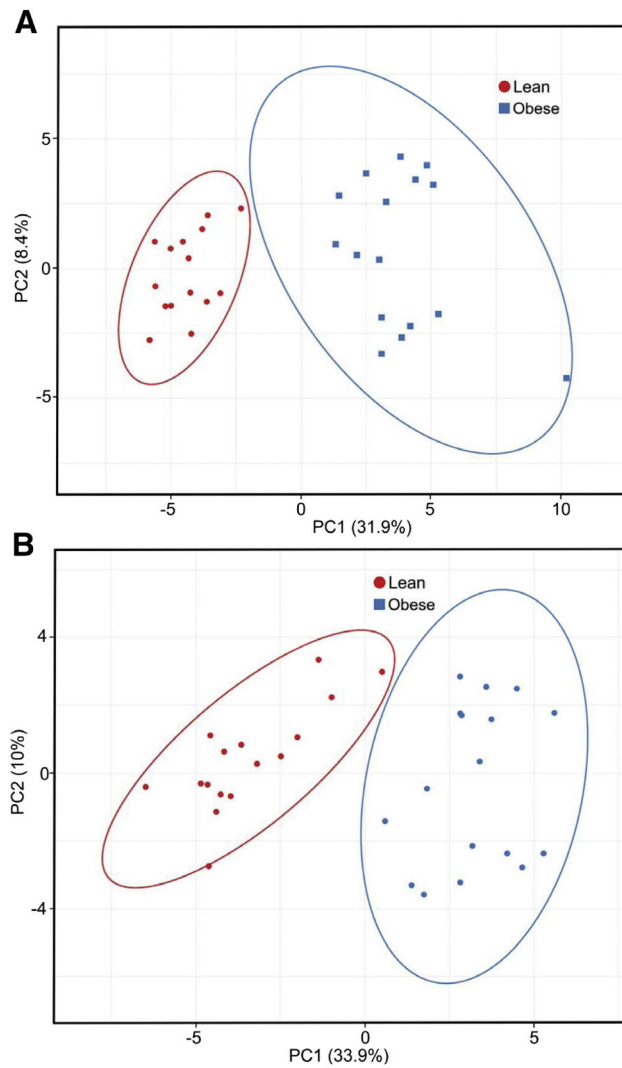 A
Lean
Obese
5
0
-5
PC2 (8.4%)
-5
0
5
10
PC1 (31.9%)
B
Lean
Obese
4
0
-4
PC2 (10%)
-5
0
5
PC1 (33.9%)